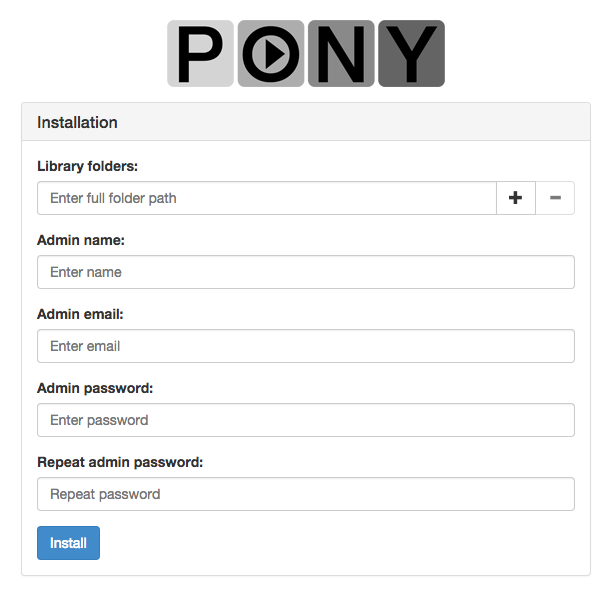 PONY
Installation
Library folders:
Enter full folder path
Admin name:
Enter name
Admin email:
Enter email
Admin password:
Enter password
Repeat admin password:
Repeat password
Install